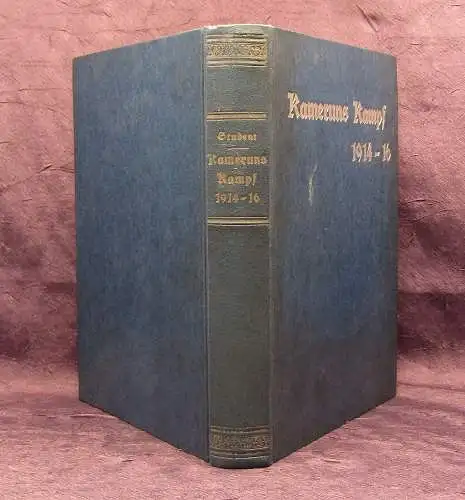 Student
Kameruns
Kampf
1914-16
Kameruns Kampf
1914-16